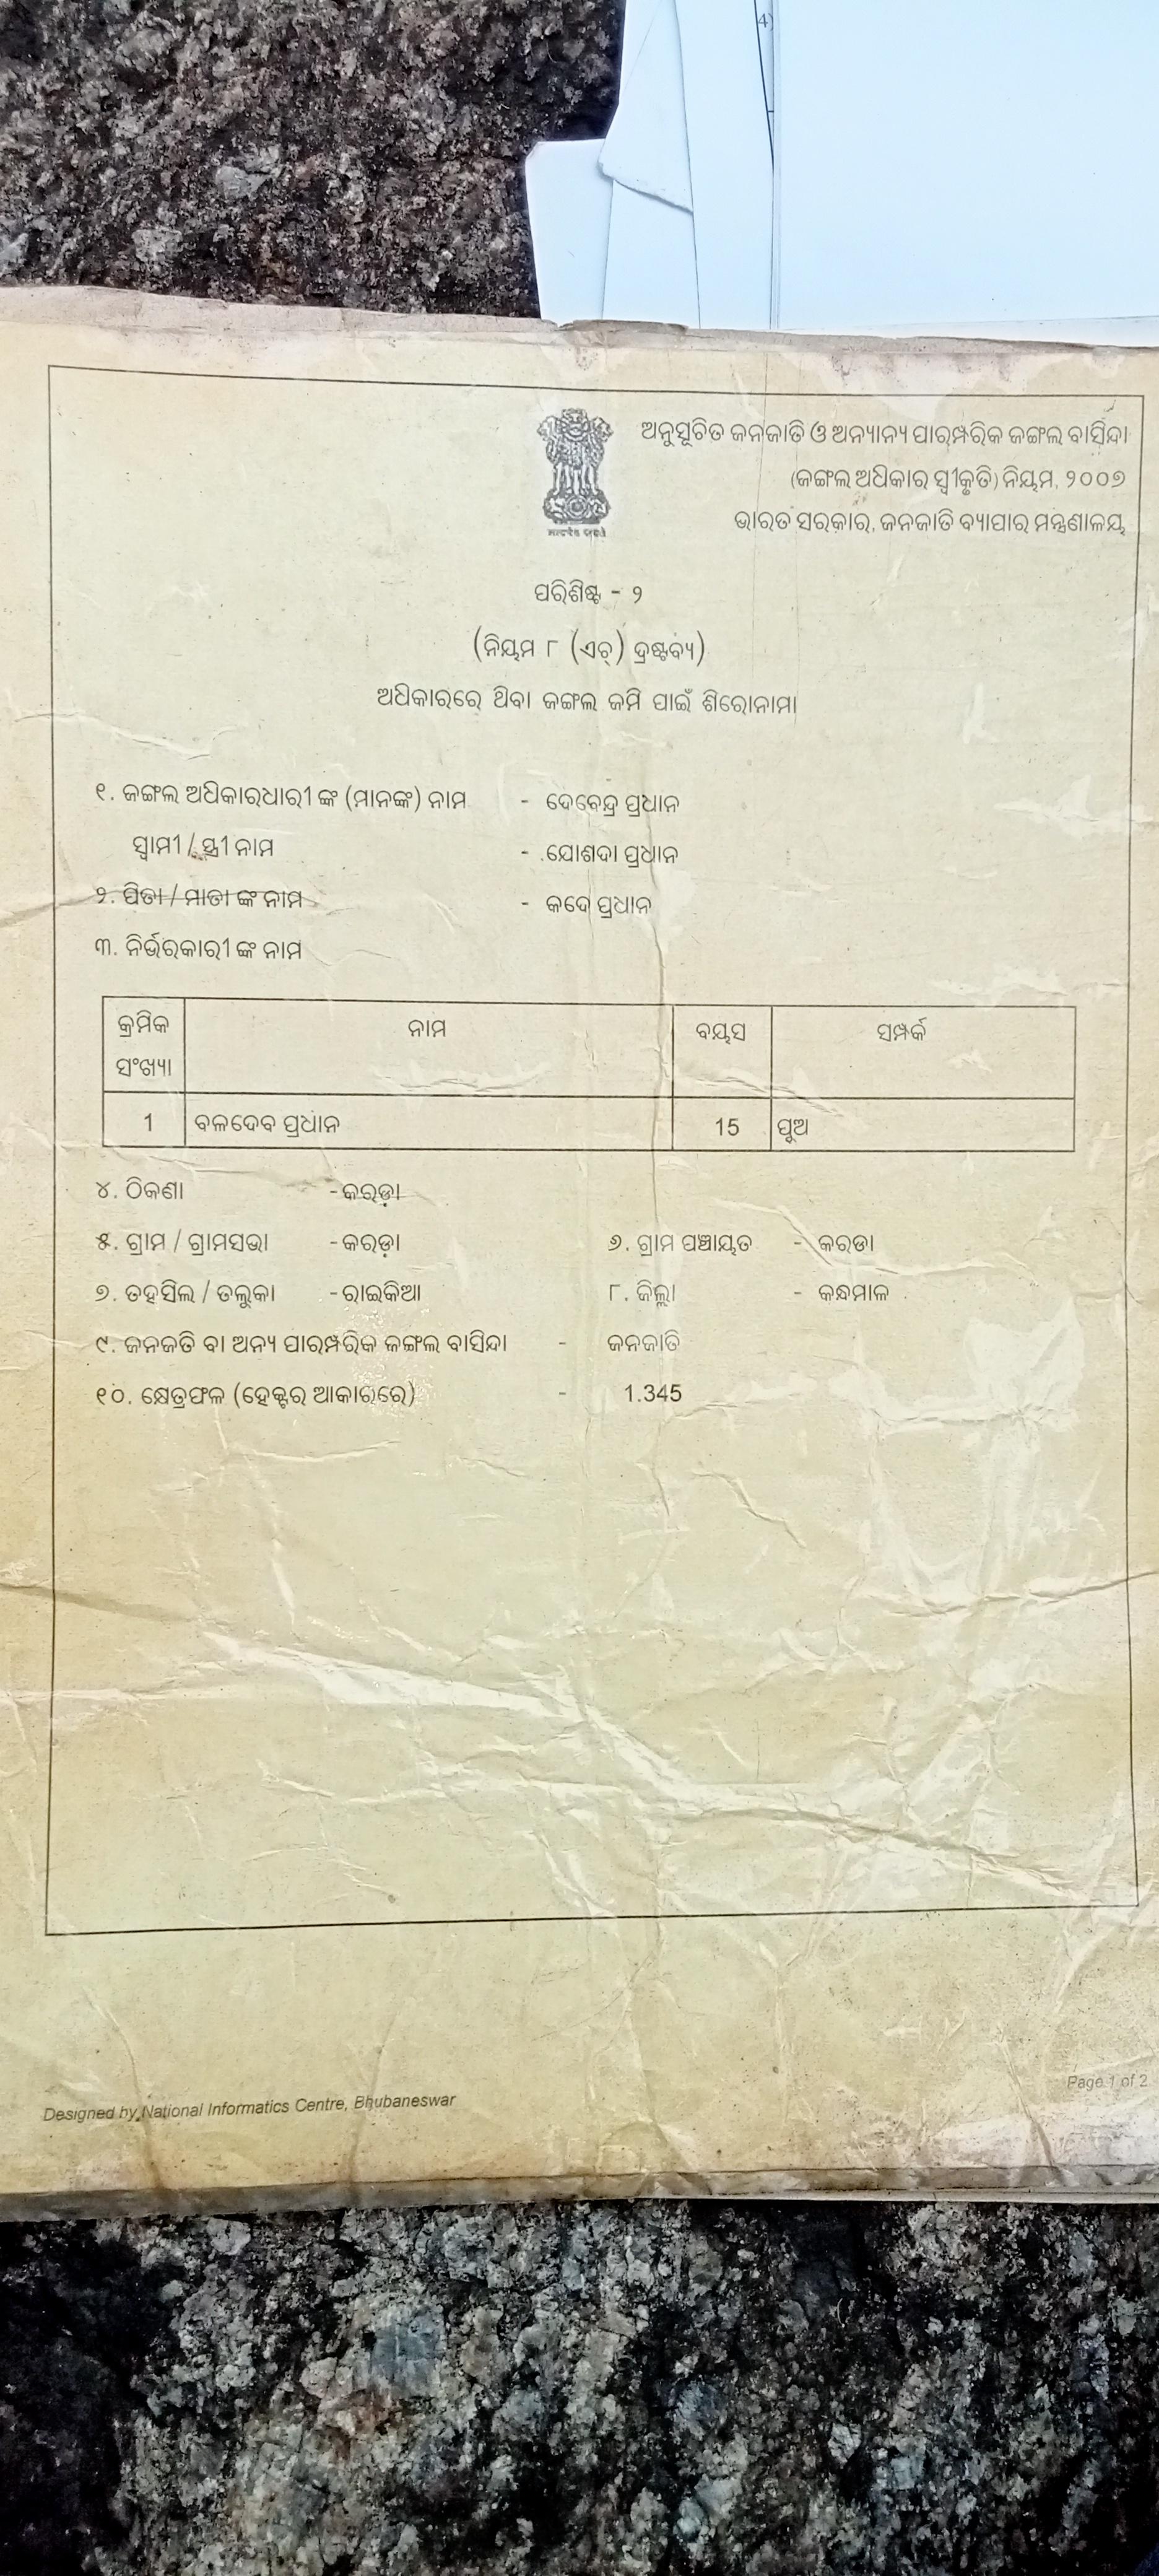 4)
ଅନୁସୂଚିତ ଜନଜାତି ଓ ଅନ୍ୟାନ୍ୟ ପାରମ୍ପରିକ ଜଙ୍ଗଲ ବାସିନ୍ଦା
(ଜଙ୍ଗଲ ଅଧିକାର ସ୍ୱୀକୃତି) ନିୟମ, ୨୦୦୭
ଭାରତ ସରକାର, ଜନଜାତି ବ୍ୟାପାର ମନ୍ତ୍ରଣାଳୟ
ପରିଶିଷ୍ଟ - ୨
(ନିୟମ ୮ (ଏଚ୍) ଦ୍ରଷ୍ଟବ୍ୟ)
ଅଧିକାରରେ ଥିବା ଜଙ୍ଗଲ ଜମି ପାଇଁ ଶିରୋନାମା
୧. ଜଙ୍ଗଲ ଅଧିକାରଧାରୀଙ୍କ (ମାନଙ୍କ) ନାମ - ଦେବେନ୍ଦ୍ର ପ୍ରଧାନ
ସ୍ୱାମୀ / ସ୍ତ୍ରୀ ନାମ - ଯୋଶଦା ପ୍ରଧାନ
୨. ପିତା / ମାତାଙ୍କ ନାମ - କଦେ ପ୍ରଧାନ
୩. ନିର୍ଭରକାରୀଙ୍କ ନାମ
କ୍ରମିକ ସଂଖ୍ୟା ନାମ ବୟସ ସମ୍ପର୍କ
1 ବଳଦେବ ପ୍ରଧାନ 15 ପୁଅ
୪. ଠିକଣା - କରଡ଼ା
୫. ଗ୍ରାମ / ଗ୍ରାମସଭା - କରଡ଼ା ୬. ଗ୍ରାମ ପଞ୍ଚାୟତ - କରଡା
୭. ତହସିଲ / ତଲୁକା - ରାଇକିଆ ୮. ଜିଲ୍ଲା - କନ୍ଧମାଳ
୯. ଜନଜତି ବା ଅନ୍ୟ ପାରମ୍ପରିକ ଜଙ୍ଗଲ ବାସିନ୍ଦା - ଜନଜାତି
୧୦. କ୍ଷେତ୍ରଫଳ (ହେକ୍ଟର ଆକାରରେ) - 1.345
Designed by National Informatics Centre, Bhubaneswar
Page 1 of 2